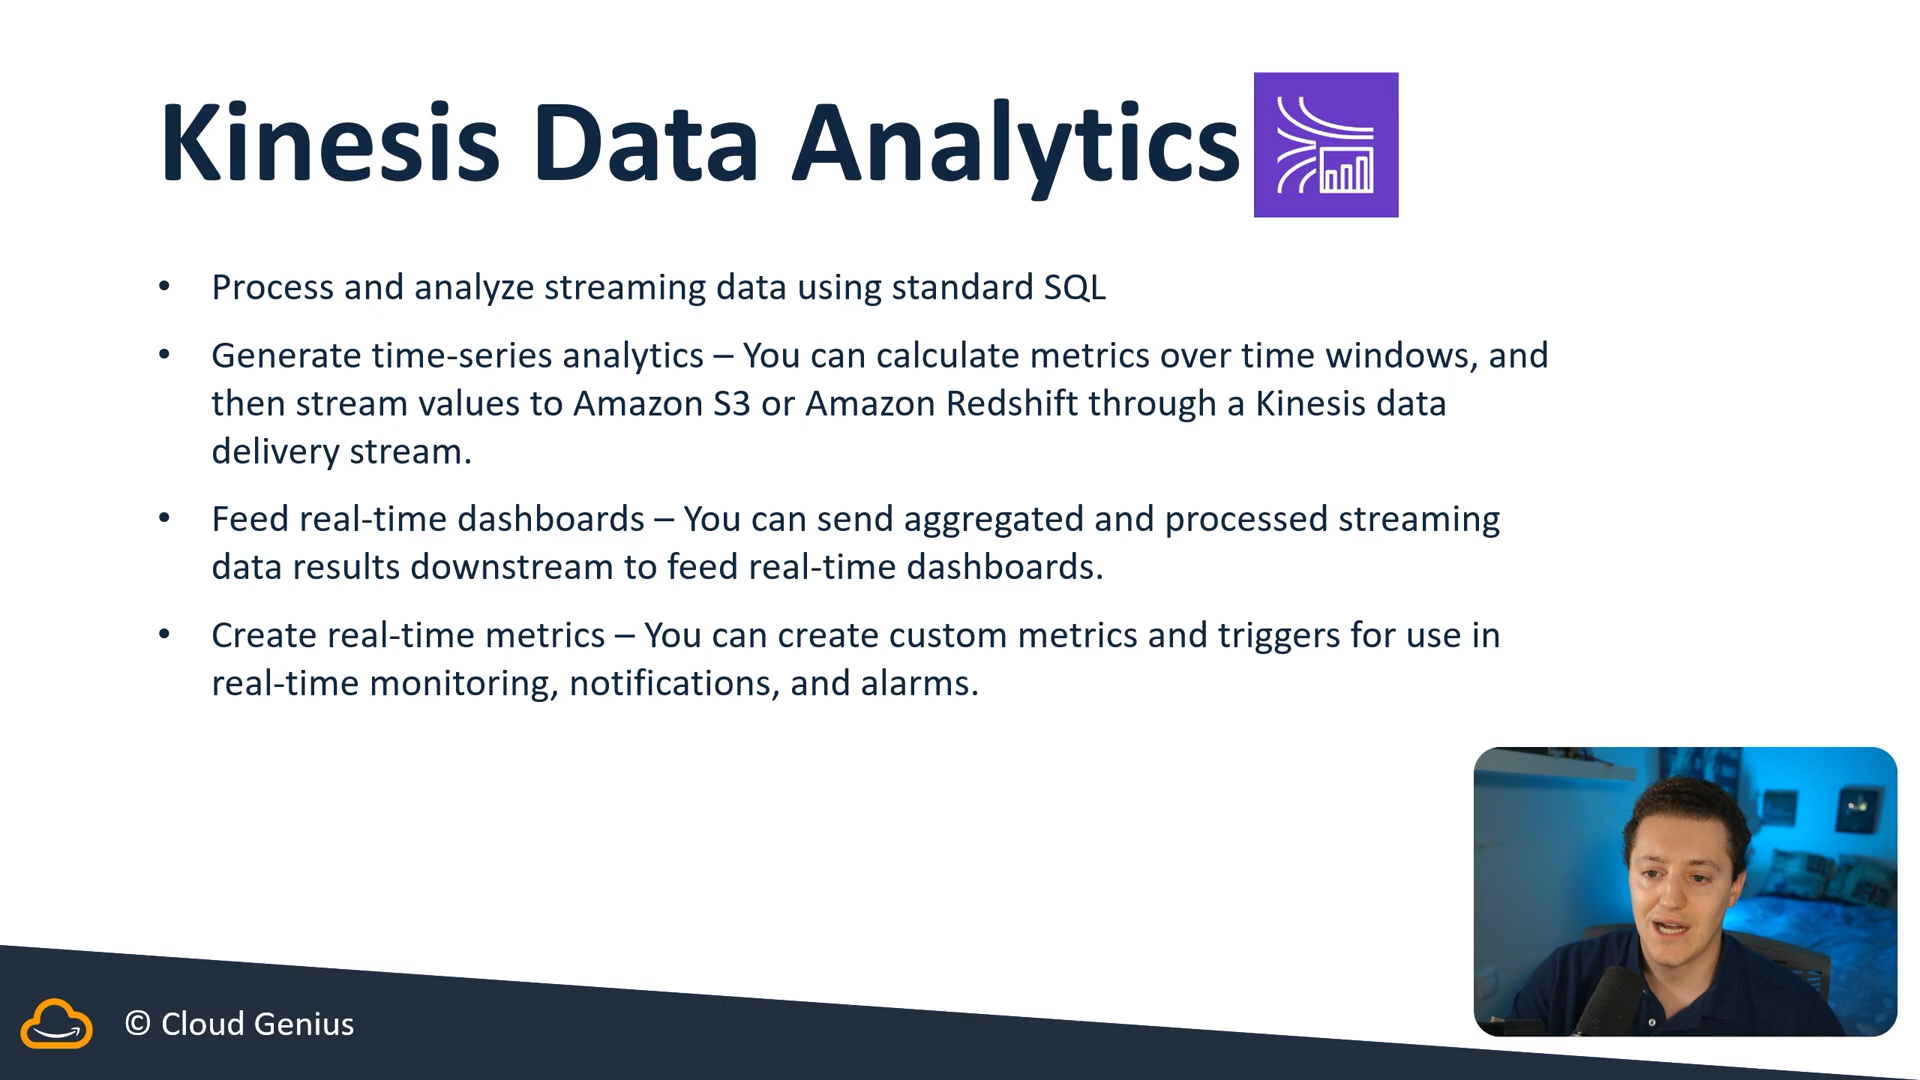 Kinesis Data Analytics
• Process and analyze streaming data using standard SQL
• Generate time-series analytics – You can calculate metrics over time windows, and
then stream values to Amazon S3 or Amazon Redshift through a Kinesis data
delivery stream.
• Feed real-time dashboards – You can send aggregated and processed streaming
data results downstream to feed real-time dashboards.
• Create real-time metrics – You can create custom metrics and triggers for use in
real-time monitoring, notifications, and alarms.
© Cloud Genius